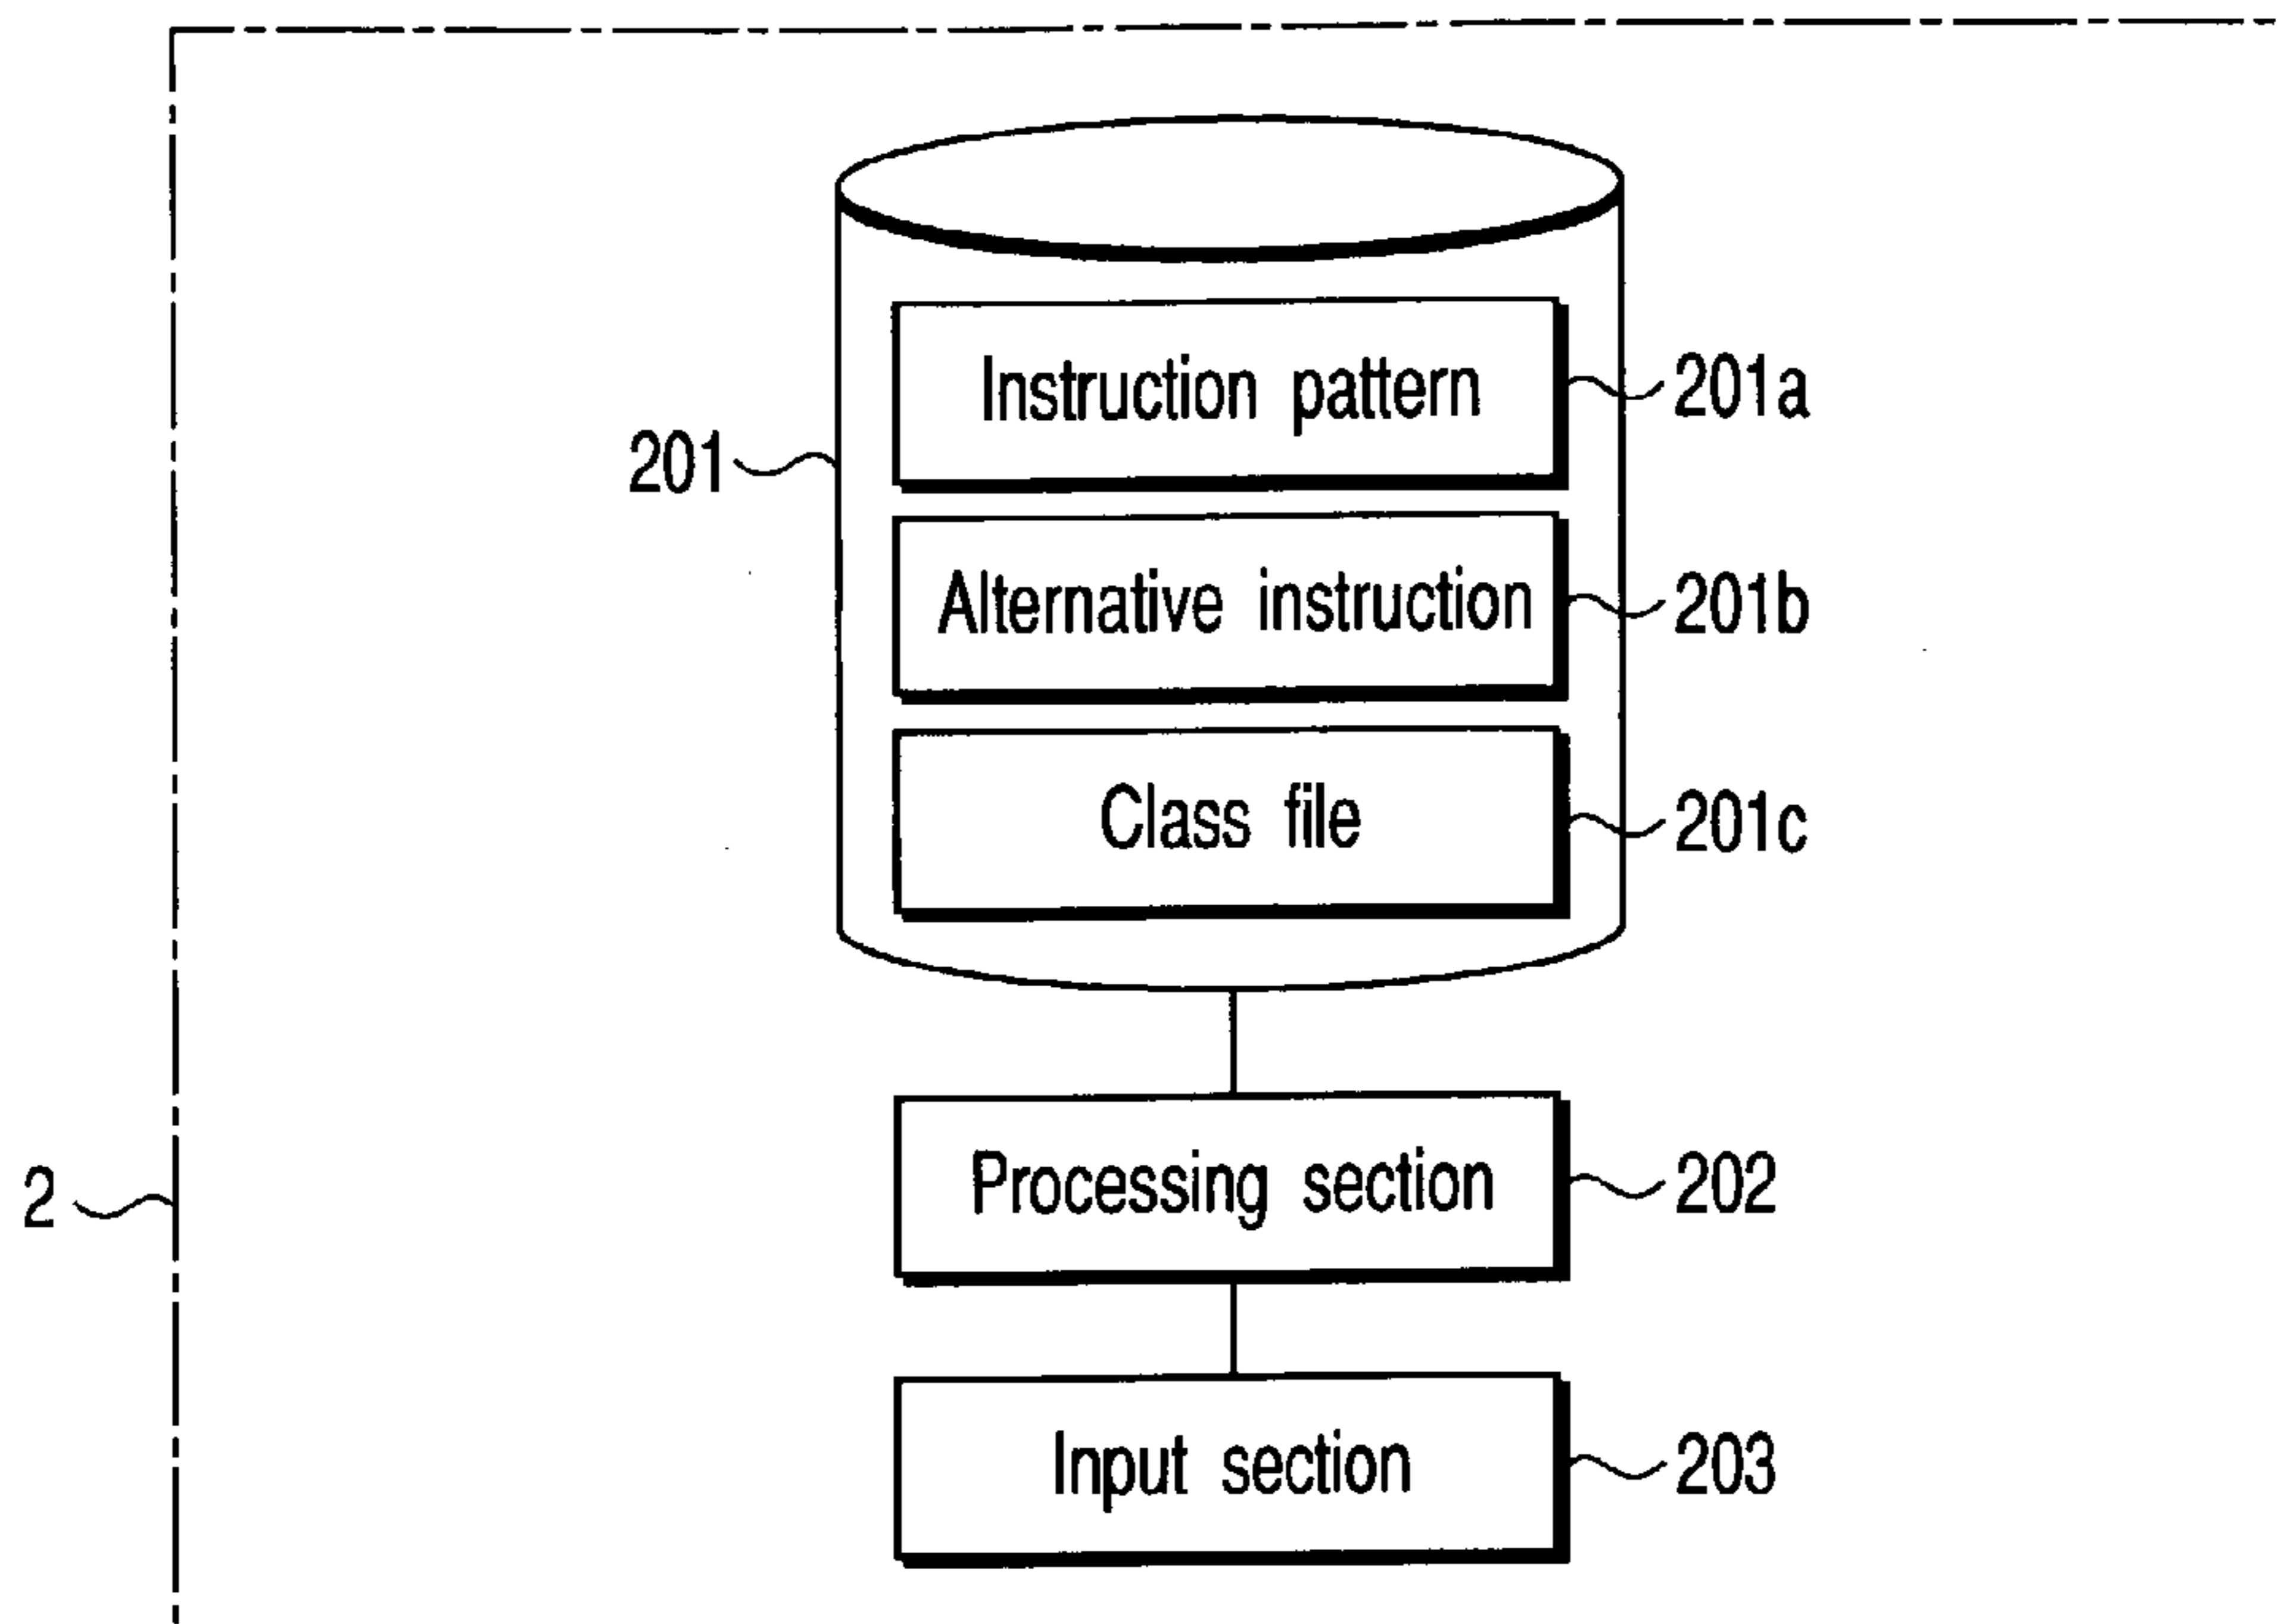 Instruction pattern
201a
201
Alternative instruction
201b
Class file
201c
Processing section
202
2
Input section
203